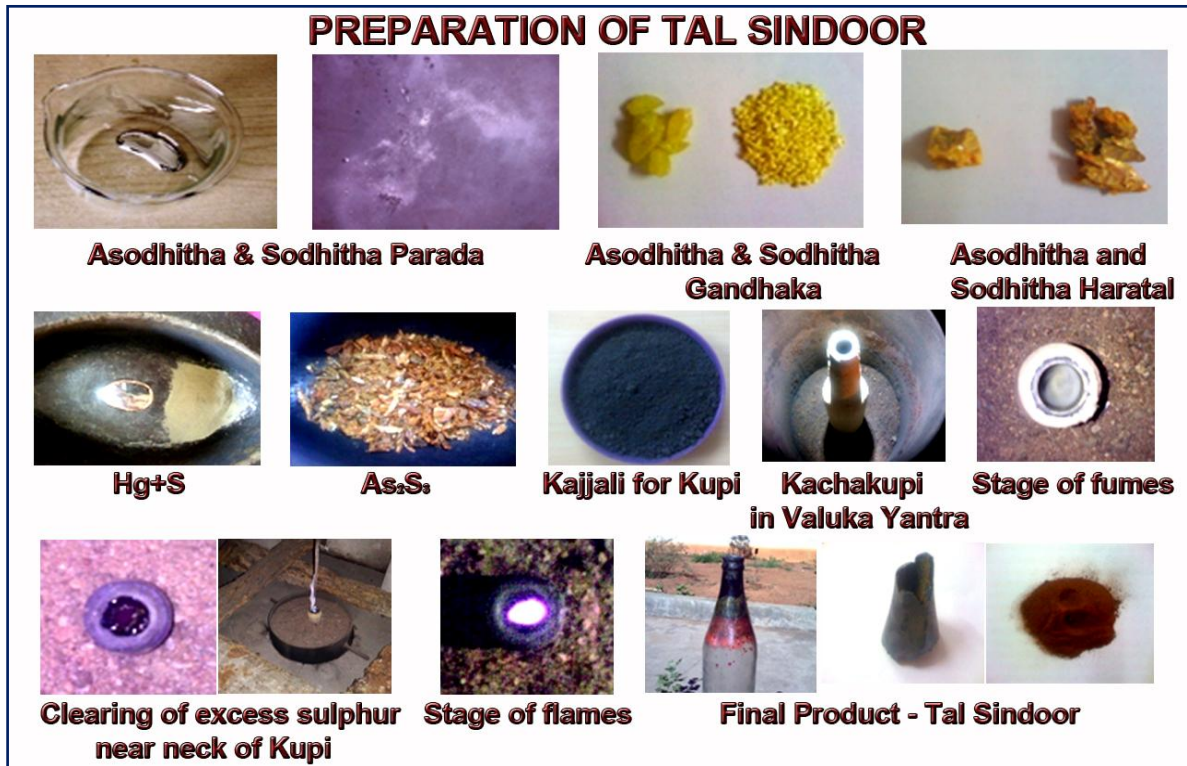 PREPARATION OF TAL SINDOOR
Asodhitha & Sodhitha Parada
Asodhitha & Sodhitha
Gandhaka
Asodhitha and
Sodhitha Haratal
Hg+S
As₂S₃
Kajjali for Kupi
Kachakupi
in Valuka Yantra
Stage of fumes
Clearing of excess sulphur
near neck of Kupi
Stage of flames
Final Product - Tal Sindoor